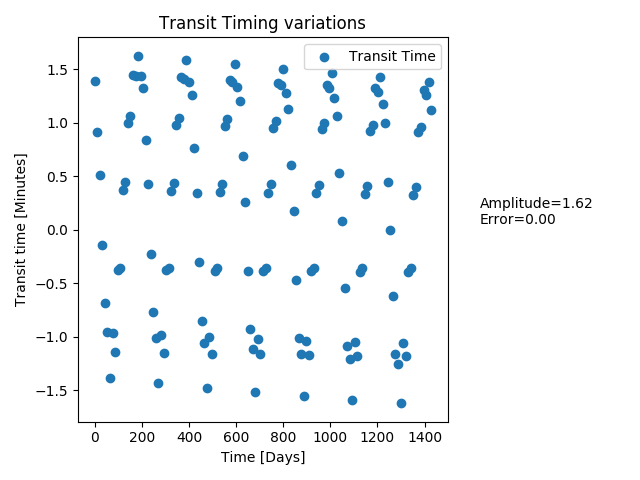 Transit Timing variations
Transit Time
1.5
1.0
0.5
0.0
−0.5
−1.0
−1.5
Transit time [Minutes]
Amplitude=1.62
Error=0.00
0 200 400 600 800 1000 1200 1400
Time [Days]